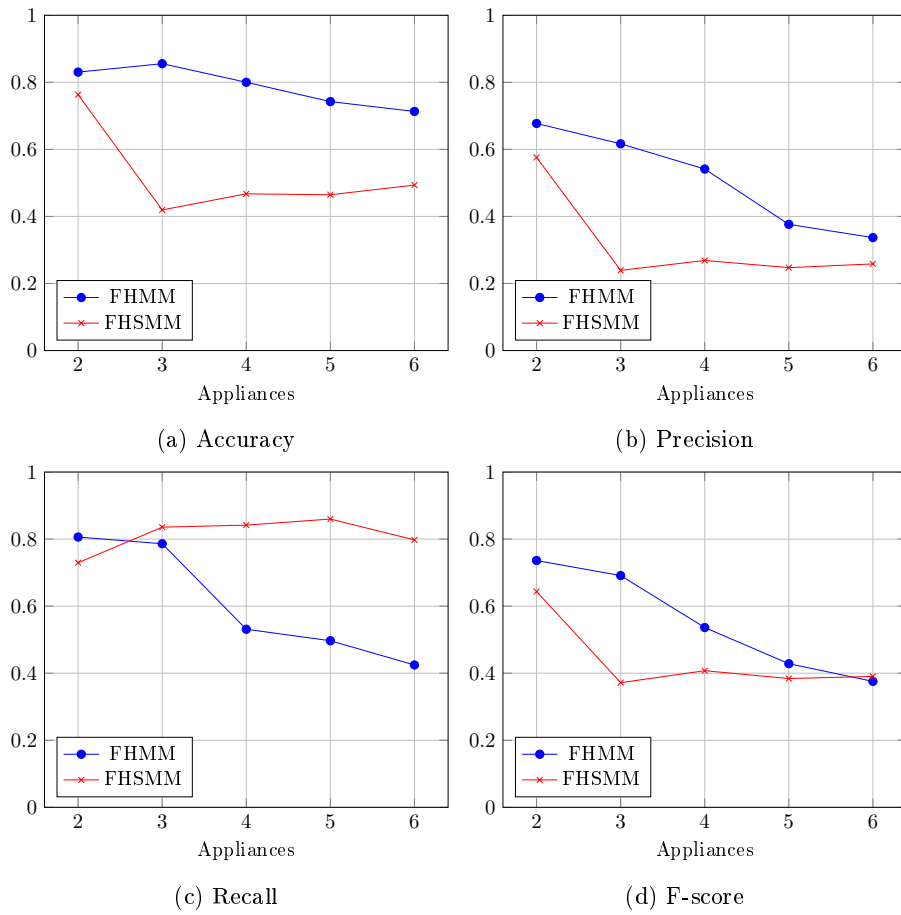 1
0.8
0.6
0.4
0.2
0
FHMM
FHSMM
2 3 4 5 6
Appliances
(a) Accuracy
1
0.8
0.6
0.4
0.2
0
FHMM
FHSMM
2 3 4 5 6
Appliances
(b) Precision
1
0.8
0.6
0.4
0.2
0
FHMM
FHSMM
2 3 4 5 6
Appliances
(c) Recall
1
0.8
0.6
0.4
0.2
0
FHMM
FHSMM
2 3 4 5 6
Appliances
(d) F-score